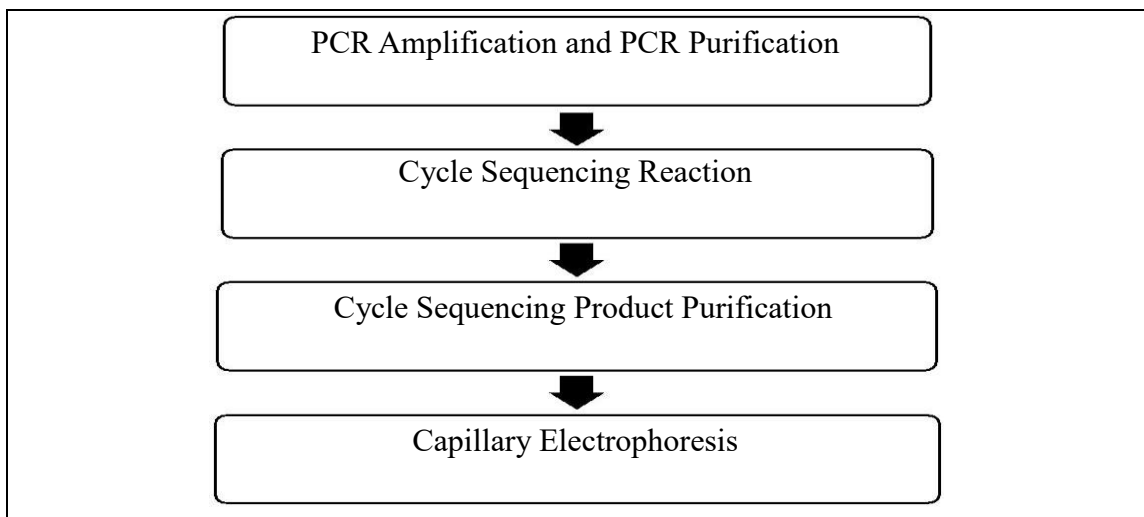 PCR Amplification and PCR Purification
Cycle Sequencing Reaction
Cycle Sequencing Product Purification
Capillary Electrophoresis